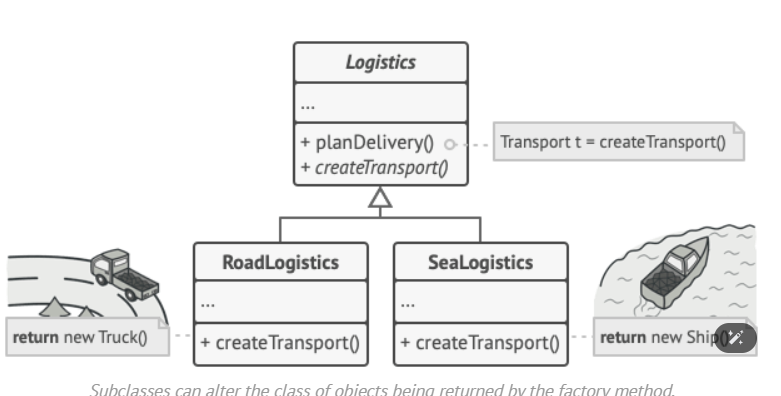 Logistics
...
+ planDelivery()
+ createTransport()
Transport t = createTransport()
RoadLogistics
...
+ createTransport()
SeaLogistics
...
+ createTransport()
return new Truck()
return new Ship()
Subclasses can alter the class of objects being returned by the factory method.